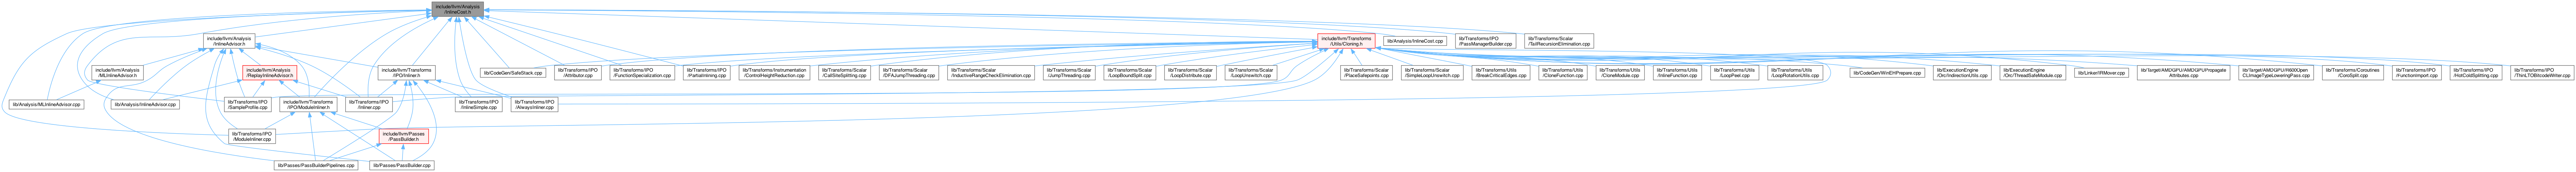 include/llvm/Analysis
/InlineCost.h
include/llvm/Analysis
/InlineAdvisor.h
include/llvm/Transforms
/Utils/Cloning.h
lib/Analysis/InlineCost.cpp
lib/Transforms/IPO
/PassManagerBuilder.cpp
lib/Transforms/Scalar
/TailRecursionElimination.cpp
include/llvm/Analysis
/MLInlineAdvisor.h
include/llvm/Analysis
/ReplayInlineAdvisor.h
include/llvm/Transforms
/IPO/Inliner.h
lib/CodeGen/SafeStack.cpp
lib/Transforms/IPO
/Attributor.cpp
lib/Transforms/IPO
/FunctionSpecialization.cpp
lib/Transforms/IPO
/PartialInlining.cpp
lib/Transforms/Instrumentation
/ControlHeightReduction.cpp
lib/Transforms/Scalar
/CallSiteSplitting.cpp
lib/Transforms/Scalar
/DFAJumpThreading.cpp
lib/Transforms/Scalar
/InductiveRangeCheckElimination.cpp
lib/Transforms/Scalar
/JumpThreading.cpp
lib/Transforms/Scalar
/LoopBoundSplit.cpp
lib/Transforms/Scalar
/LoopDistribute.cpp
lib/Transforms/Scalar
/LoopUnswitch.cpp
lib/Transforms/Scalar
/PlaceSafepoints.cpp
lib/Transforms/Scalar
/SimpleLoopUnswitch.cpp
lib/Transforms/Utils
/BreakCriticalEdges.cpp
lib/Transforms/Utils
/CloneFunction.cpp
lib/Transforms/Utils
/CloneModule.cpp
lib/Transforms/Utils
/InlineFunction.cpp
lib/Transforms/Utils
/LoopPeel.cpp
lib/Transforms/Utils
/LoopRotationUtils.cpp
lib/CodeGen/WinEHPrepare.cpp
lib/ExecutionEngine
/Orc/IndirectionUtils.cpp
lib/ExecutionEngine
/Orc/ThreadSafeModule.cpp
lib/Linker/IRMover.cpp
lib/Target/AMDGPU/AMDGPUPropagate
Attributes.cpp
lib/Target/AMDGPU/R600Open
CLImageTypeLoweringPass.cpp
lib/Transforms/Coroutines
/CoroSplit.cpp
lib/Transforms/IPO
/FunctionImport.cpp
lib/Transforms/IPO
/HotColdSplitting.cpp
lib/Transforms/IPO
/ThinLTOBitcodeWriter.cpp
lib/Analysis/MLInlineAdvisor.cpp
lib/Analysis/InlineAdvisor.cpp
lib/Transforms/IPO
/SampleProfile.cpp
include/llvm/Transforms
/IPO/ModuleInliner.h
lib/Transforms/IPO
/Inliner.cpp
lib/Transforms/IPO
/InlineSimple.cpp
lib/Transforms/IPO
/AlwaysInliner.cpp
lib/Transforms/IPO
/ModuleInliner.cpp
include/llvm/Passes
/PassBuilder.h
lib/Passes/PassBuilderPipelines.cpp
lib/Passes/PassBuilder.cpp